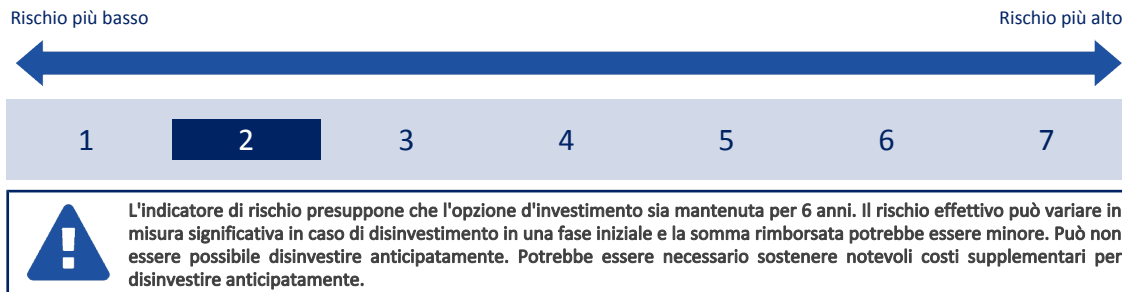 Rischio più basso
Rischio più alto
1 2 3 4 5 6 7
L'indicatore di rischio presuppone che l'opzione d'investimento sia mantenuta per 6 anni. Il rischio effettivo può variare in
misura significativa in caso di disinvestimento in una fase iniziale e la somma rimborsata potrebbe essere minore. Può non
essere possibile disinvestire anticipatamente. Potrebbe essere necessario sostenere notevoli costi supplementari per
disinvestire anticipatamente.